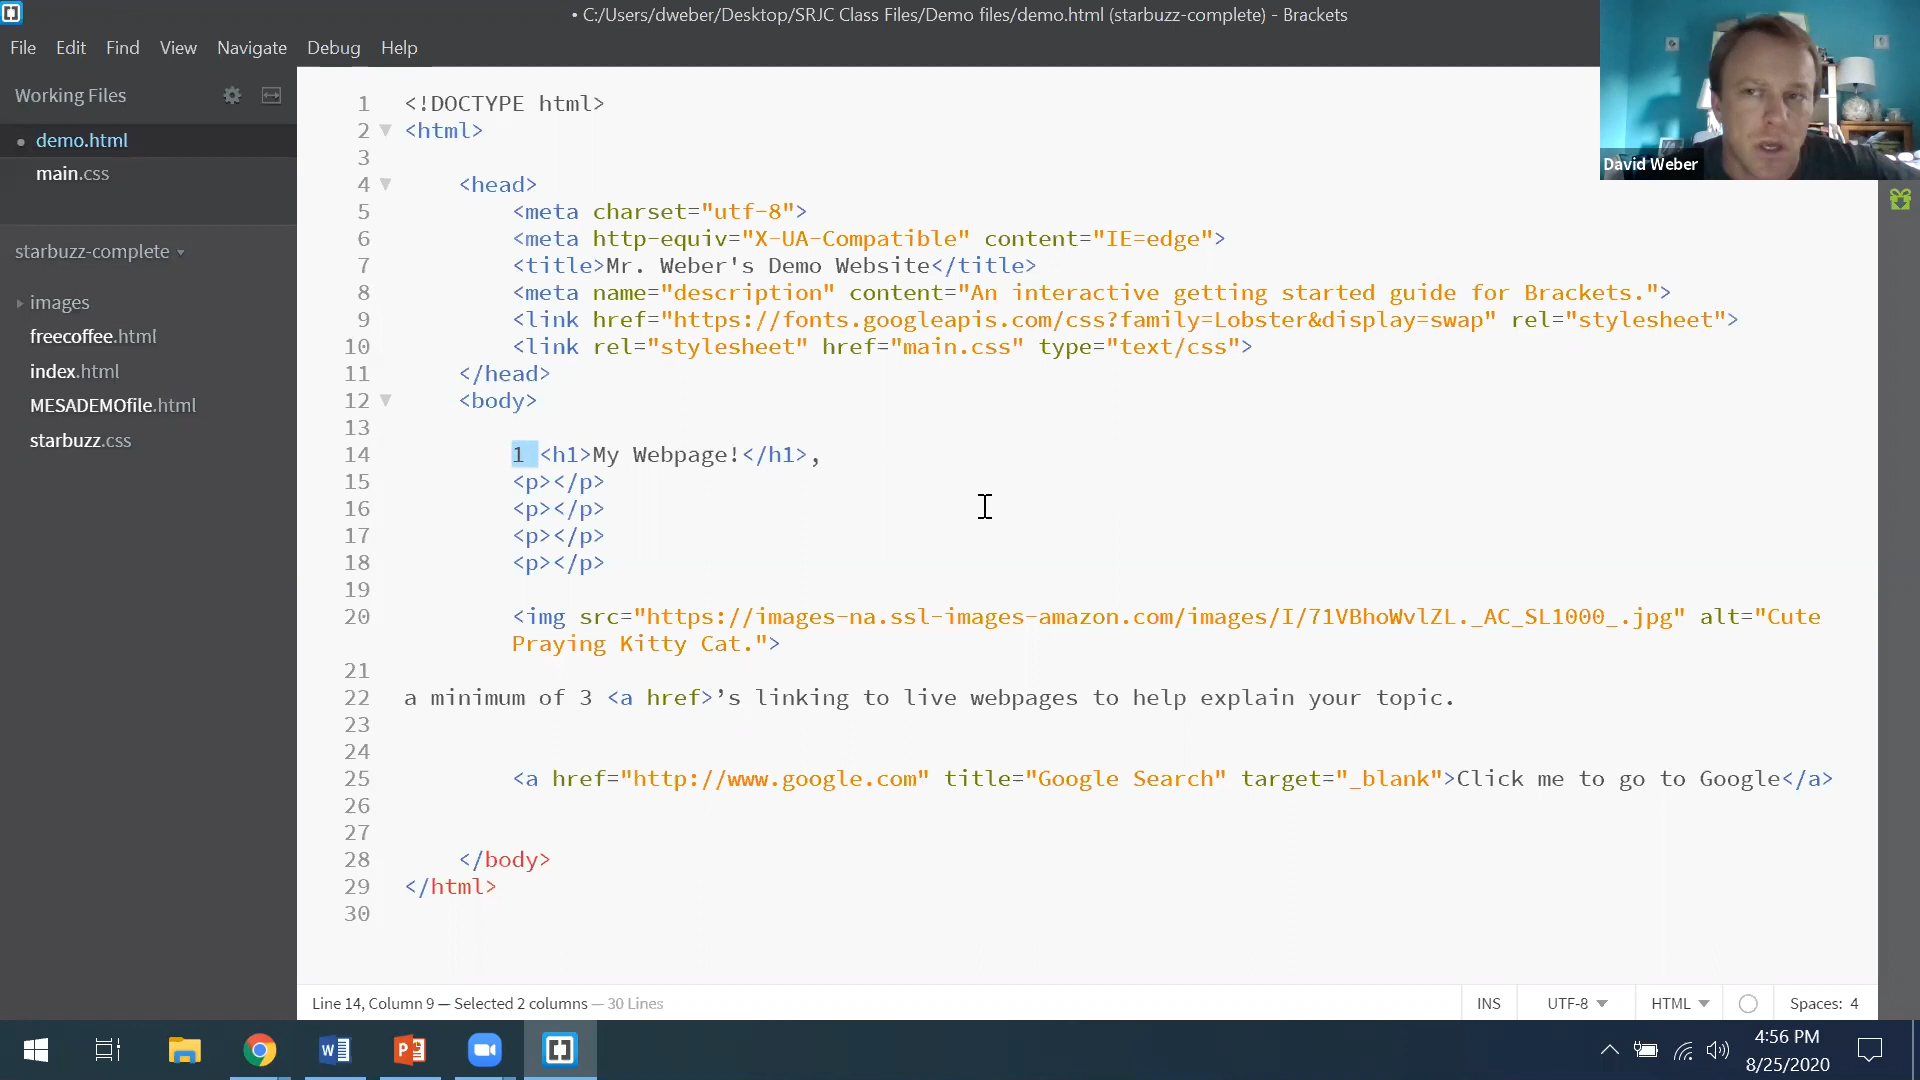 • C:/Users/dweber/Desktop/SRJC Class Files/Demo files/demo.html (starbuzz-complete) - Brackets
File Edit Find View Navigate Debug Help
Working Files
demo.html
main.css
starbuzz-complete
images
freecoffee.html
index.html
MESADEMOfile.html
starbuzz.css
1 <!DOCTYPE html>
2 <html>
3
4 <head>
5 <meta charset="utf-8">
6 <meta http-equiv="X-UA-Compatible" content="IE=edge">
7 <title>Mr. Weber's Demo Website</title>
8 <meta name="description" content="An interactive getting started guide for Brackets.">
9 <link href="https://fonts.googleapis.com/css?family=Lobster&display=swap" rel="stylesheet">
10 <link rel="stylesheet" href="main.css" type="text/css">
11 </head>
12 <body>
13
14 1 <h1>My Webpage!</h1>,
15 <p></p>
16 <p></p>
17 <p></p>
18 <p></p>
19
20 <img src="https://images-na.ssl-images-amazon.com/images/I/71VBhoWvlZL._AC_SL1000_.jpg" alt="Cute
Praying Kitty Cat.">
21
22 a minimum of 3 <a href>’s linking to live webpages to help explain your topic.
23
24
25 <a href="http://www.google.com" title="Google Search" target="_blank">Click me to go to Google</a>
26
27
28 </body>
29 </html>
30
David Weber
Line 14, Column 9 — Selected 2 columns — 30 Lines
INS UTF-8 HTML Spaces: 4
4:56 PM
8/25/2020